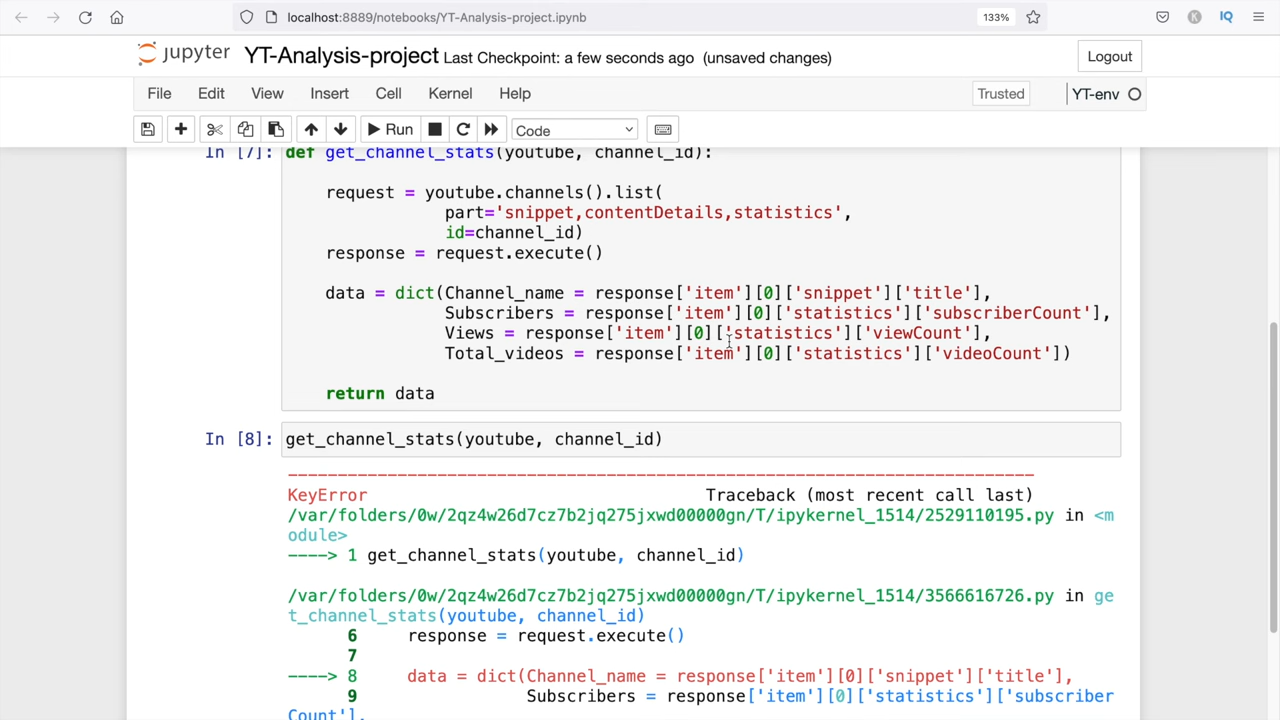 localhost:8889/notebooks/YT-Analysis-project.ipynb 133% K IQ
jupyter YT-Analysis-project Last Checkpoint: a few seconds ago (unsaved changes) Logout
File Edit View Insert Cell Kernel Help Trusted YT-env
Run Code
In [7]: def get_channel_stats(youtube, channel_id):
request = youtube.channels().list(
part='snippet,contentDetails,statistics',
id=channel_id)
response = request.execute()
data = dict(Channel_name = response['item'][0]['snippet']['title'],
Subscribers = response['item'][0]['statistics']['subscriberCount'],
Views = response['item'][0]['statistics']['viewCount'],
Total_videos = response['item'][0]['statistics']['videoCount'])
return data
In [8]: get_channel_stats(youtube, channel_id)
---------------------------------------------------------------------------
KeyError Traceback (most recent call last)
/var/folders/0w/2qz4w26d7cz7b2jq275jxwd00000gn/T/ipykernel_1514/2529110195.py in <m
odule>
----> 1 get_channel_stats(youtube, channel_id)
/var/folders/0w/2qz4w26d7cz7b2jq275jxwd00000gn/T/ipykernel_1514/3566616726.py in ge
t_channel_stats(youtube, channel_id)
6 response = request.execute()
7
----> 8 data = dict(Channel_name = response['item'][0]['snippet']['title'],
9 Subscribers = response['item'][0]['statistics']['subscriber
Count'],